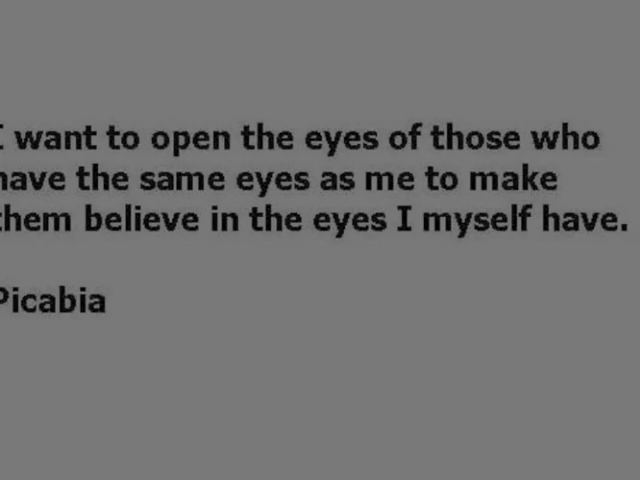 I want to open the eyes of those who
have the same eyes as me to make
them believe in the eyes I myself have.
Picabia